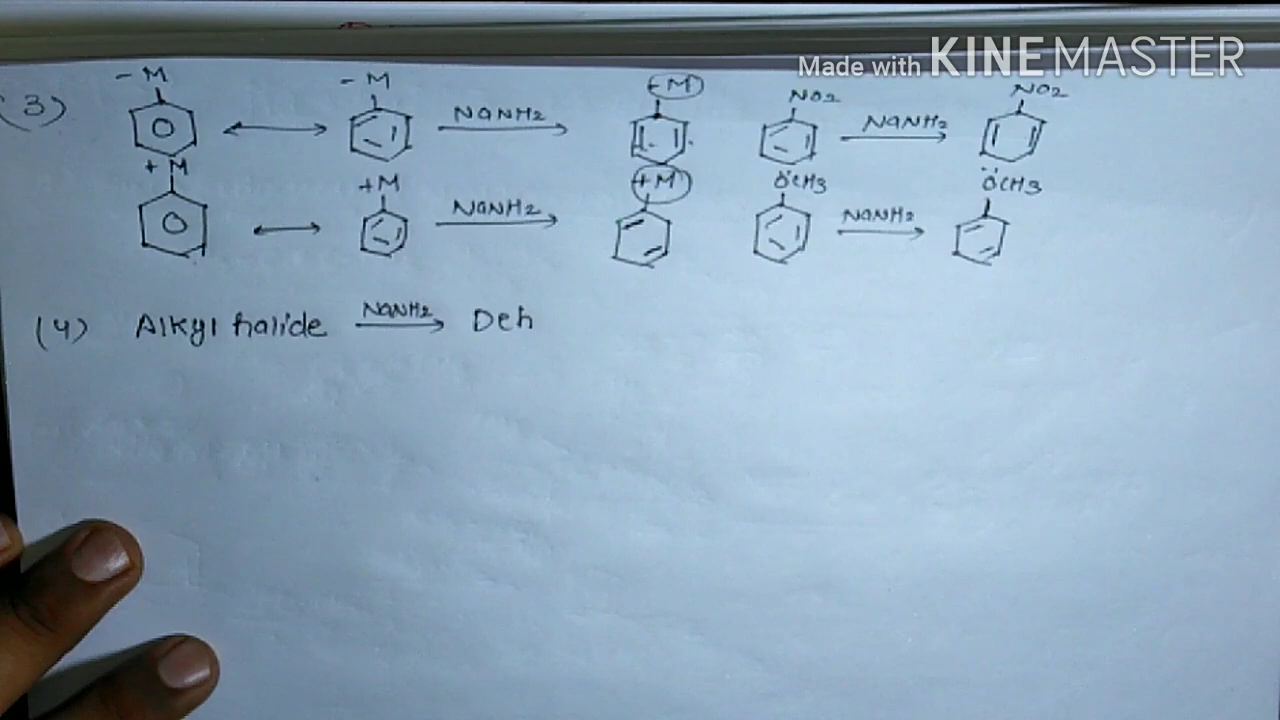 Made with KINEMASTER
(3) -M -M NaNH2 -M NO2 NaNH2 NO2
+M +M NaNH2 +M ÖCH3 NaNH2 ÖCH3
(4) Alkyl halide NaNH2 Deh